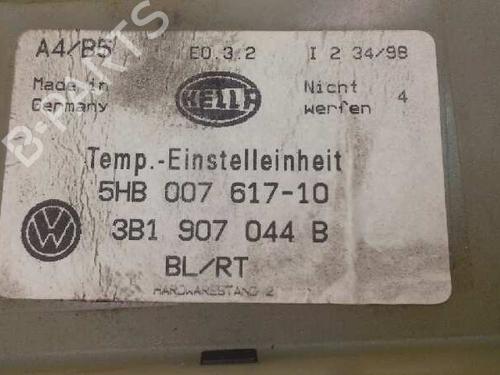 A4/B5 E0.3.2 I 2 34/98
Made in Germany
HELLA
Nicht werfen 4
Temp.-Einstelleinheit
5HB 007 617-10
3B1 907 044 B
BL/RT
HARDWARESTAND 2
B-PARTS